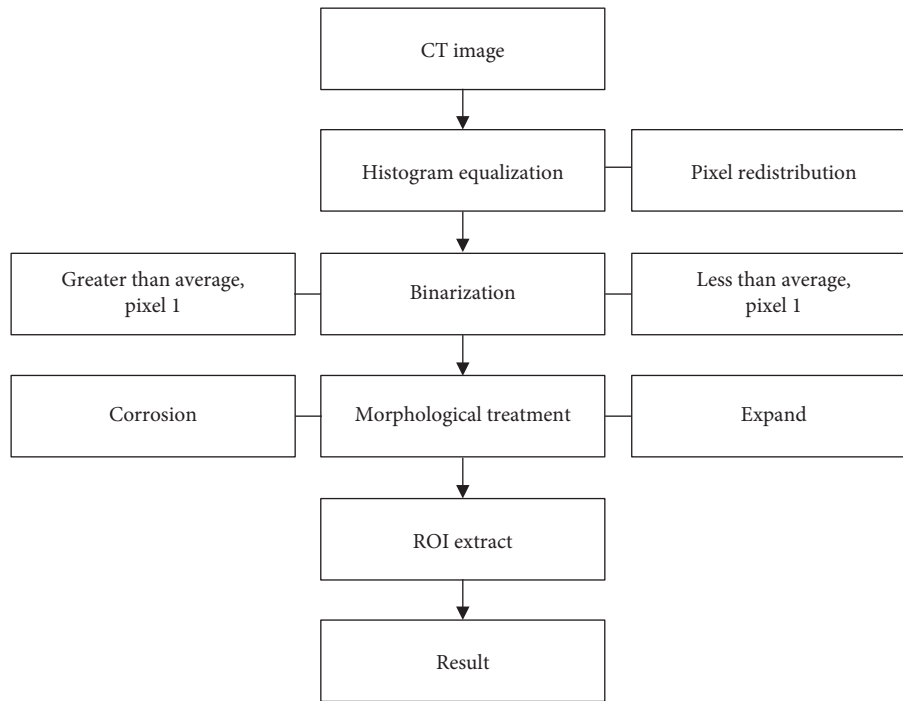 CT image
Histogram equalization
Pixel redistribution
Greater than average,
pixel 1
Binarization
Less than average,
pixel 1
Corrosion
Morphological treatment
Expand
ROI extract
Result